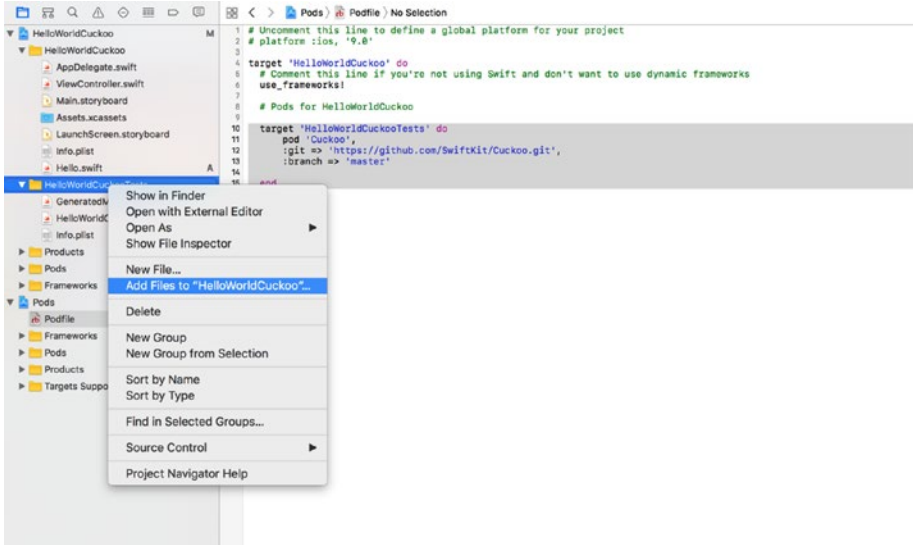 Pods
Podfile
No Selection
HelloWorldCuckoo
M
HelloWorldCuckoo
AppDelegate.swift
ViewController.swift
Main.storyboard
Assets.xcassets
LaunchScreen.storyboard
Info.plist
Hello.swift
A
HelloWorldCuckooTests
GeneratedM
HelloWorldC
Info.plist
Products
Pods
Frameworks
Pods
Podfile
Frameworks
Pods
Products
Targets Suppo
1 # Uncomment this line to define a global platform for your project
2 # platform :ios, '9.0'
3
4 target 'HelloWorldCuckoo' do
5 # Comment this line if you're not using Swift and don't want to use dynamic frameworks
6 use_frameworks!
7
8 # Pods for HelloWorldCuckoo
9
10 target 'HelloWorldCuckooTests' do
11 pod 'Cuckoo',
12 :git => 'https://github.com/SwiftKit/Cuckoo.git',
13 :branch => 'master'
14
15 end
Show in Finder
Open with External Editor
Open As
Show File Inspector
New File...
Add Files to "HelloWorldCuckoo"...
Delete
New Group
New Group from Selection
Sort by Name
Sort by Type
Find in Selected Groups...
Source Control
Project Navigator Help